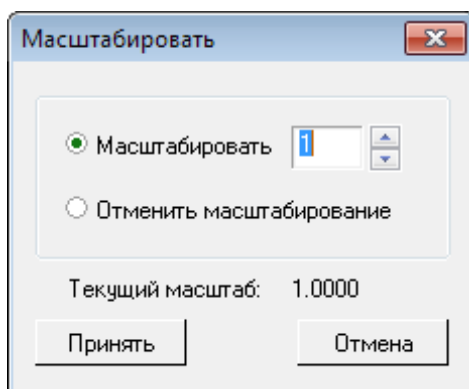 Масштабировать
Масштабировать 1
Отменить масштабирование
Текущий масштаб: 1.0000
Принять Отмена